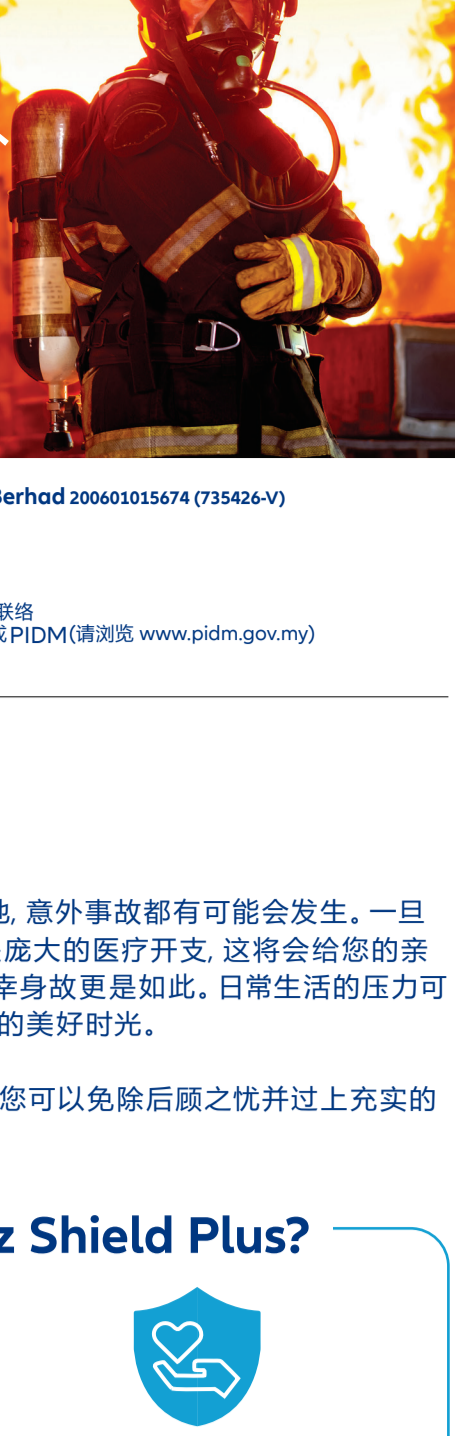 Berhad 200601015674 (735426-V)
联络
或PIDM(请浏览 www.pidm.gov.my)
地, 意外事故都有可能会发生。一旦
庞大的医疗开支, 这将会给您的亲
幸身故更是如此。日常生活的压力可
的美好时光。
您可以免除后顾之忧并过上充实的
z Shield Plus?